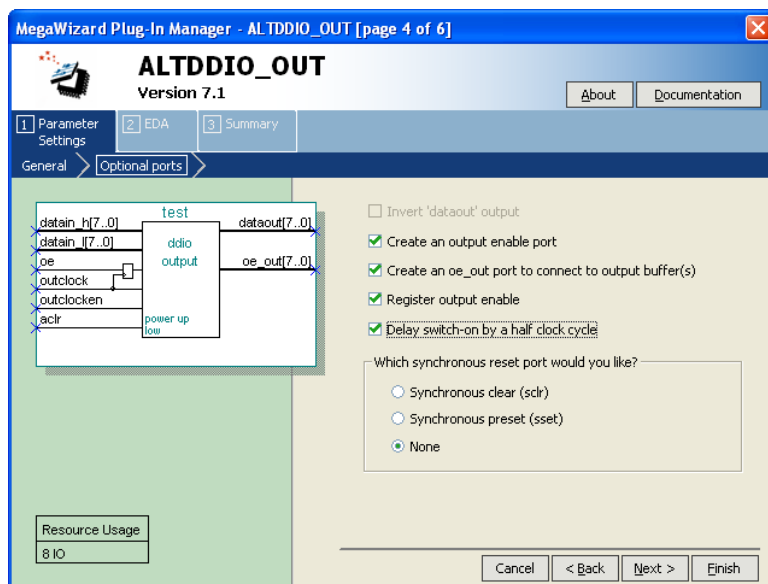 MegaWizard Plug-In Manager - ALTDDIO_OUT [page 4 of 6]
ALTDDIO_OUT
Version 7.1
About
Documentation
1 Parameter Settings
2 EDA
3 Summary
General
Optional ports
test
datain_h[7..0]
dataout[7..0]
datain_l[7..0]
ddio
oe
output
oe_out[7..0]
outclock
outclocken
aclr
power up
low
Invert 'dataout' output
Create an output enable port
Create an oe_out port to connect to output buffer(s)
Register output enable
Delay switch-on by a half clock cycle
Which synchronous reset port would you like?
Synchronous clear (sclr)
Synchronous preset (sset)
None
Resource Usage
8 IO
Cancel
< Back
Next >
Finish